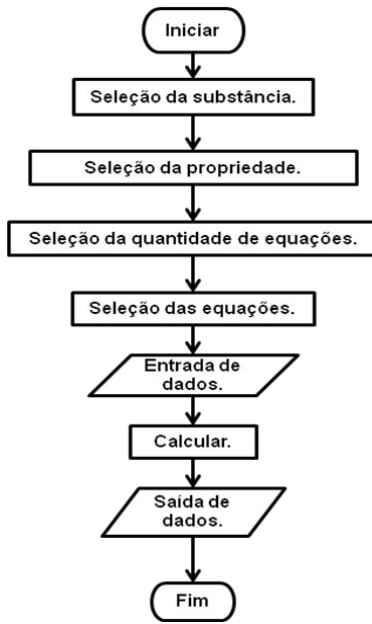 Iniciar
Seleção da substância.
Seleção da propriedade.
Seleção da quantidade de equações.
Seleção das equações.
Entrada de
dados.
Calcular.
Saída de
dados.
Fim